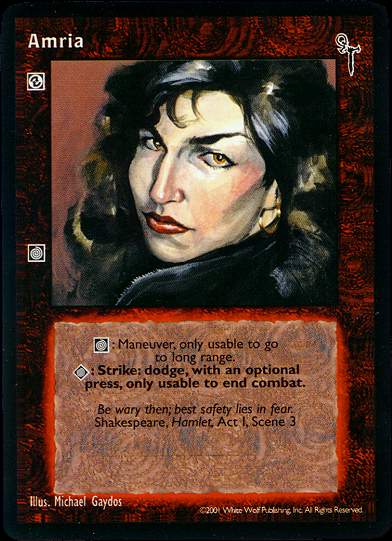 Amria
: Maneuver, only usable to go
to long range.
: Strike: dodge, with an optional
press, only usable to end combat.
Be wary then; best safety lies in fear.
Shakespeare, Hamlet, Act I, Scene 3
Illus. Michael Gaydos
©2001 White Wolf Publishing, Inc. All Rights Reserved.